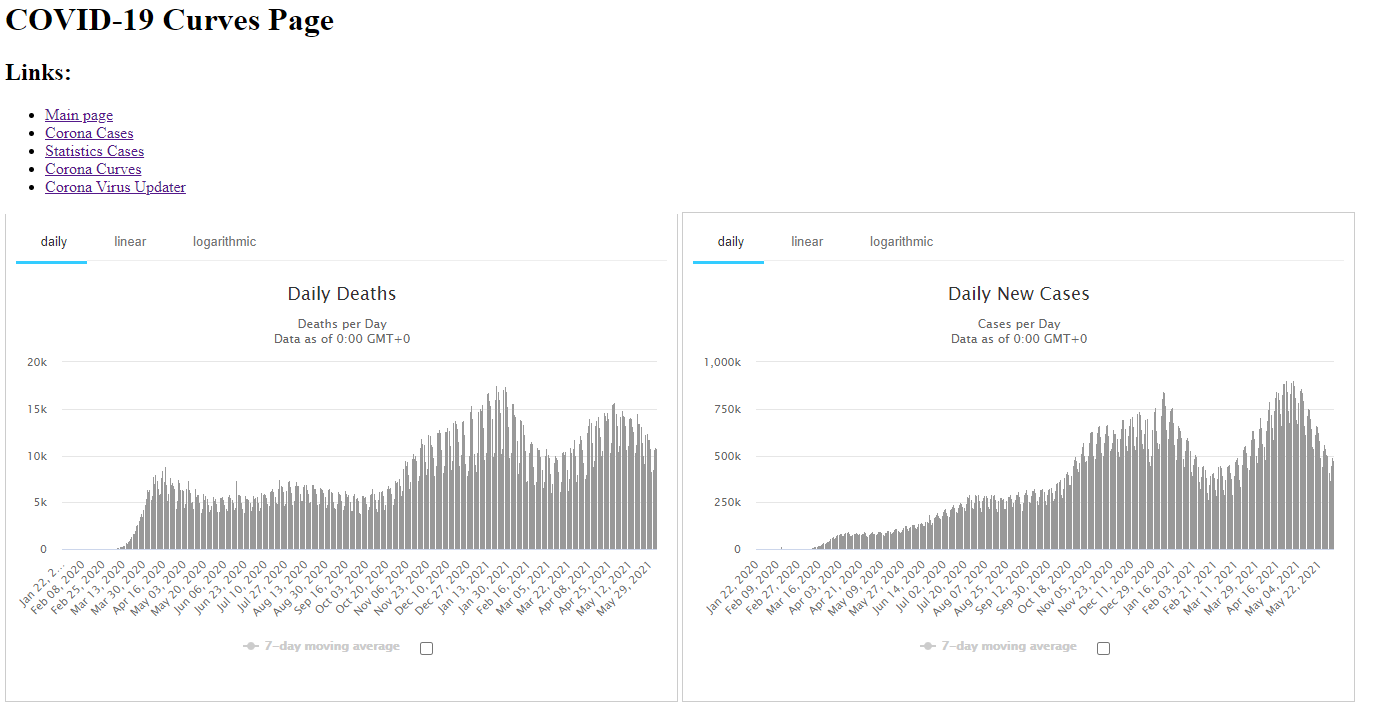 COVID-19 Curves Page
Links:
Main page
Corona Cases
Statistics Cases
Corona Curves
Corona Virus Updater
daily linear logarithmic
Daily Deaths
Deaths per Day
Data as of 0:00 GMT+0
20k
15k
10k
5k
0
Jan 22, 2...
Feb 08, 2020
Feb 25, 2020
Mar 13, 2020
Mar 30, 2020
Apr 16, 2020
May 03, 2020
May 20, 2020
Jun 06, 2020
Jun 23, 2020
Jul 10, 2020
Jul 27, 2020
Aug 13, 2020
Aug 30, 2020
Sep 16, 2020
Oct 03, 2020
Oct 20, 2020
Nov 06, 2020
Nov 23, 2020
Dec 10, 2020
Dec 27, 2020
Jan 13, 2021
Jan 30, 2021
Feb 16, 2021
Mar 05, 2021
Mar 22, 2021
Apr 08, 2021
Apr 25, 2021
May 12, 2021
May 29, 2021
7-day moving average
daily linear logarithmic
Daily New Cases
Cases per Day
Data as of 0:00 GMT+0
1,000k
750k
500k
250k
0
Jan 22, 2020
Feb 09, 2020
Feb 27, 2020
Mar 16, 2020
Apr 03, 2020
Apr 21, 2020
May 09, 2020
May 27, 2020
Jun 14, 2020
Jul 02, 2020
Jul 20, 2020
Aug 07, 2020
Aug 25, 2020
Sep 12, 2020
Sep 30, 2020
Oct 18, 2020
Nov 05, 2020
Nov 23, 2020
Dec 11, 2020
Dec 29, 2020
Jan 16, 2021
Feb 03, 2021
Feb 21, 2021
Mar 11, 2021
Mar 29, 2021
Apr 16, 2021
May 04, 2021
May 22, 2021
7-day moving average